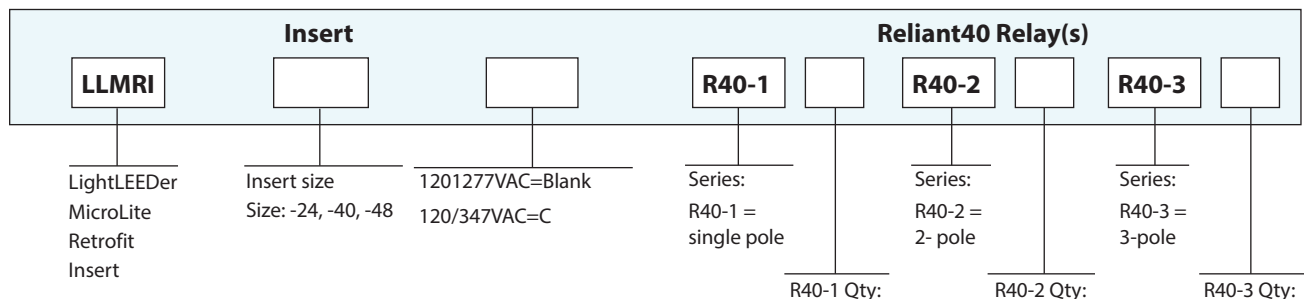 Insert
Reliant40 Relay(s)
LLMRI
R40-1
R40-2
R40-3
LightLEEDer
MicroLite
Retrofit
Insert
Insert size
Size: -24, -40, -48
1201277VAC=Blank
120/347VAC=C
Series:
R40-1 =
single pole
Series:
R40-2 =
2- pole
Series:
R40-3 =
3-pole
R40-1 Qty:
R40-2 Qty:
R40-3 Qty: